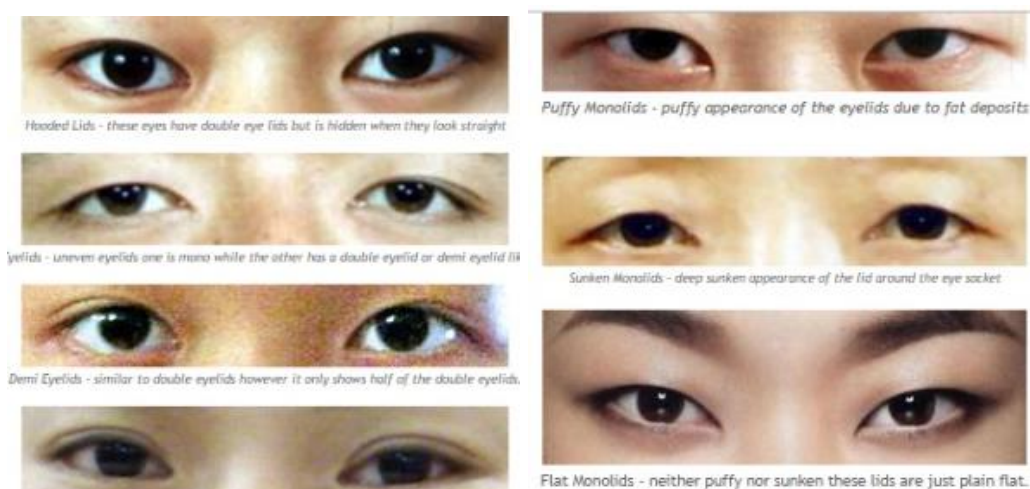 Hooded Lids - these eyes have double eye lids but is hidden when they look straight
yelids - uneven eyelids one is mono while the other has a double eyelid or demi eyelid lik
Demi Eyelids - similar to double eyelids however it only shows half of the double eyelids.
Puffy Monolids - puffy appearance of the eyelids due to fat deposits
Sunken Monolids - deep sunken appearance of the lid around the eye socket
Flat Monolids - neither puffy nor sunken these lids are just plain flat.